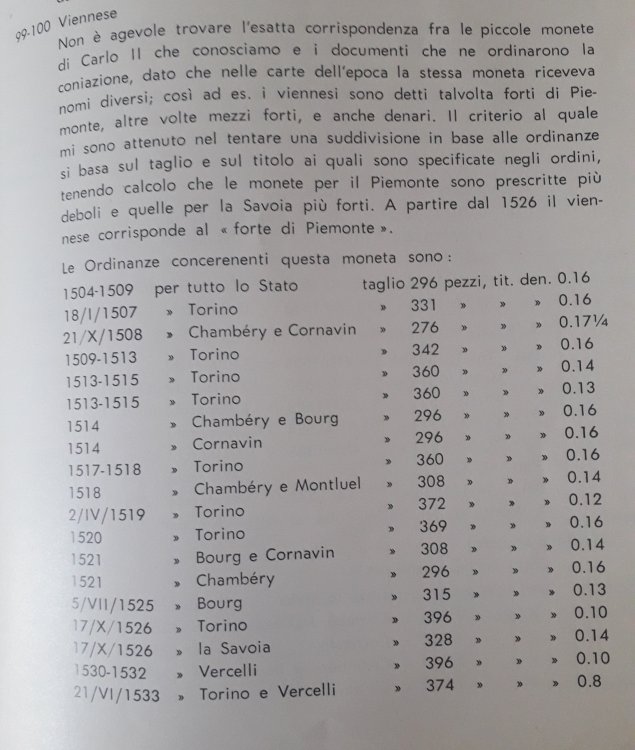 99-100 Viennese
Non è agevole trovare l'esatta corrispondenza fra le piccole monete
di Carlo II che conosciamo e i documenti che ne ordinarono la
coniazione, dato che nelle carte dell'epoca la stessa moneta riceveva
nomi diversi; così ad es. i viennesi sono detti talvolta forti di Pie-
monte, altre volte mezzi forti, e anche denari. Il criterio al quale
mi sono attenuto nel tentare una suddivisione in base alle ordinanze
si basa sul taglio e sul titolo ai quali sono specificate negli ordini,
tenendo calcolo che le monete per il Piemonte sono prescritte più
deboli e quelle per la Savoia più forti. A partire dal 1526 il vien-
nese corrisponde al « forte di Piemonte ».
Le Ordinanze concerenenti questa moneta sono :
1504-1509 per tutto lo Stato taglio 296 pezzi, tit. den. 0.16
18/I/1507 » Torino » 331 » » » 0.16
21/X/1508 » Chambéry e Cornavin » 276 » » » 0.17¼
1509-1513 » Torino » 342 » » » 0.16
1513-1515 » Torino » 360 » » » 0.14
1513-1515 » Torino » 360 » » » 0.13
1514 » Chambéry e Bourg » 296 » » » 0.16
1514 » Cornavin » 296 » » » 0.16
1517-1518 » Torino » 360 » » » 0.16
1518 » Chambéry e Montluel » 308 » » » 0.14
2/IV/1519 » Torino » 372 » » » 0.12
1520 » Torino » 369 » » » 0.16
1521 » Bourg e Cornavin » 308 » » » 0.14
1521 » Chambéry » 296 » » » 0.16
5/VII/1525 » Bourg » 315 » » » 0.13
17/X/1526 » Torino » 396 » » » 0.10
17/X/1526 » la Savoia » 328 » » » 0.14
1530-1532 » Vercelli » 396 » » » 0.10
21/VI/1533 » Torino e Vercelli » 374 » » » 0.8